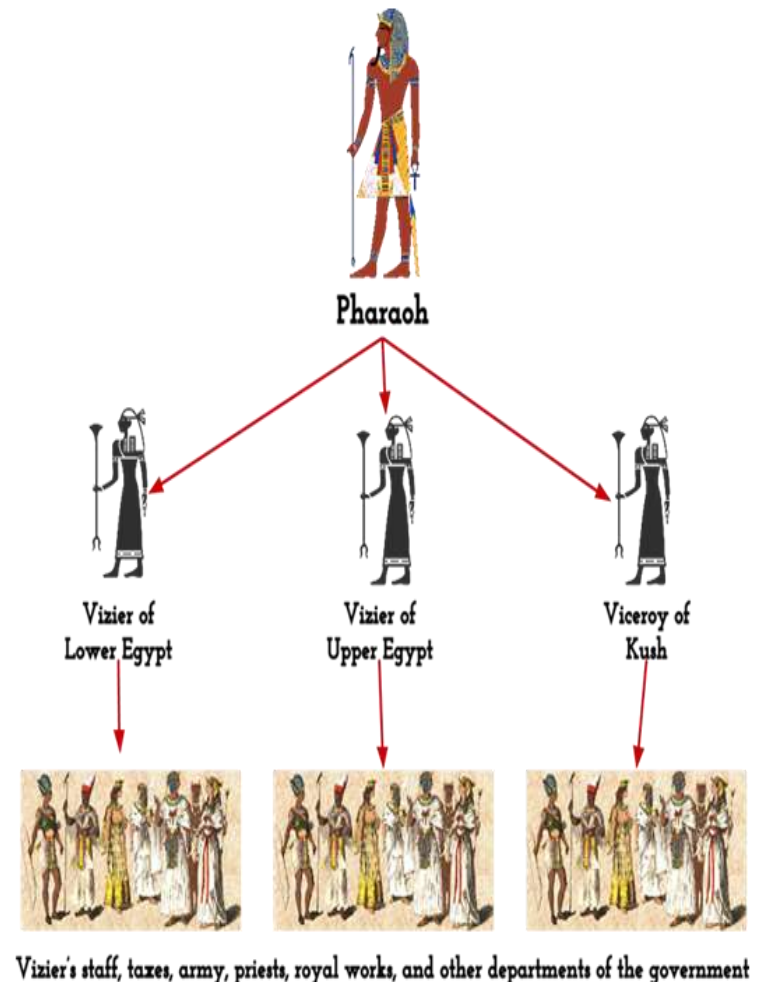 Pharaoh
Vizier of
Lower Egypt
Vizier of
Upper Egypt
Viceroy of
Kush
Vizier's staff, taxes, army, priests, royal works, and other departments of the government